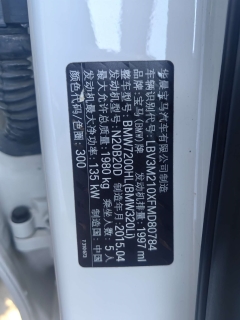 华晨宝马汽车有限公司制造
车辆识别代号: LBV3M210XFMD80784
品牌: 宝马（BMW）牌
整车型号: BMW7200HL(BMW320Li)
发动机型号: N20B20D
发动机排量: 1997 ml
制造年月: 2015.04
最大允许总质量: 1980 kg
乘坐人数: 5 人
发动机最大净功率: 135 kW
制造国: 中国
颜色代码/色彩: 300